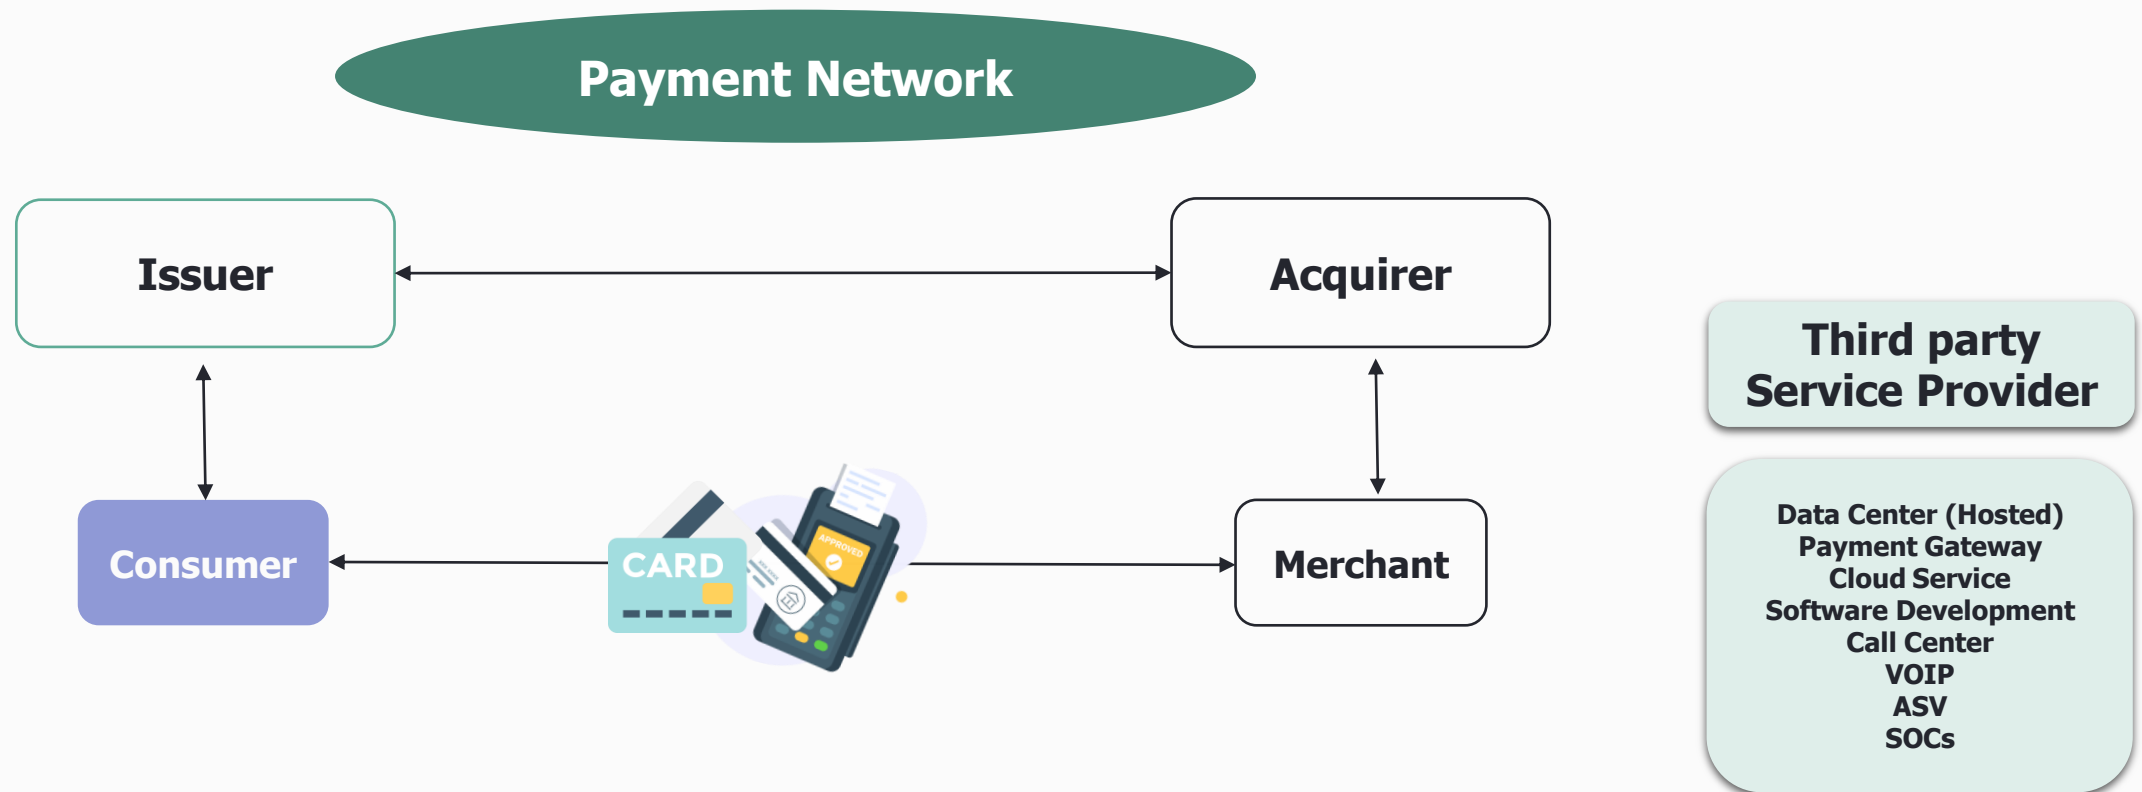 Payment Network
Issuer
Acquirer
Third party
Service Provider
Consumer
CARD
APPROVED
Merchant
Data Center (Hosted)
Payment Gateway
Cloud Service
Software Development
Call Center
VOIP
ASV
SOCs